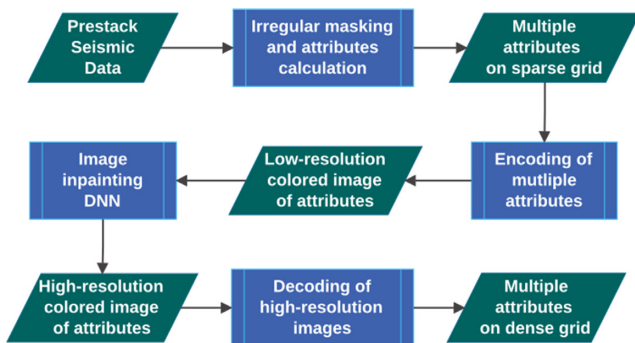 Prestack
Seismic
Data
Irregular masking
and attributes
calculation
Multiple
attributes
on sparse grid
Encoding of
mutliple
attributes
Low-resolution
colored image
of attributes
Image
inpainting
DNN
High-resolution
colored image
of attributes
Decoding of
high-resolution
images
Multiple
attributes
on dense grid